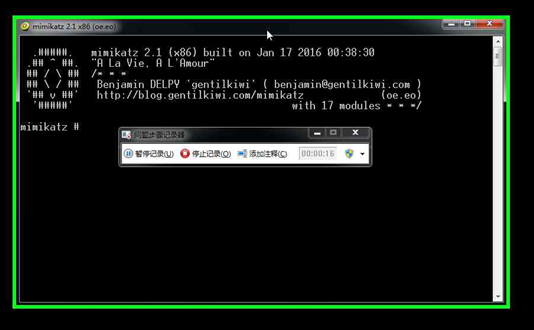 mimikatz 2.1 x86 (oe.eo)
.#####.   mimikatz 2.1 (x86) built on Jan 17 2016 00:38:30
.## ^ ##.  "A La Vie, A L'Amour"
## / \ ##  /* * *
## \ / ##   Benjamin DELPY `gentilkiwi` ( benjamin@gentilkiwi.com )
'## v ##'   http://blog.gentilkiwi.com/mimikatz             (oe.eo)
'#####'                                     with 17 modules * * */
mimikatz #
问题步骤记录器
暂停记录(U) 停止记录(O) 添加注释(C) 00:00:16